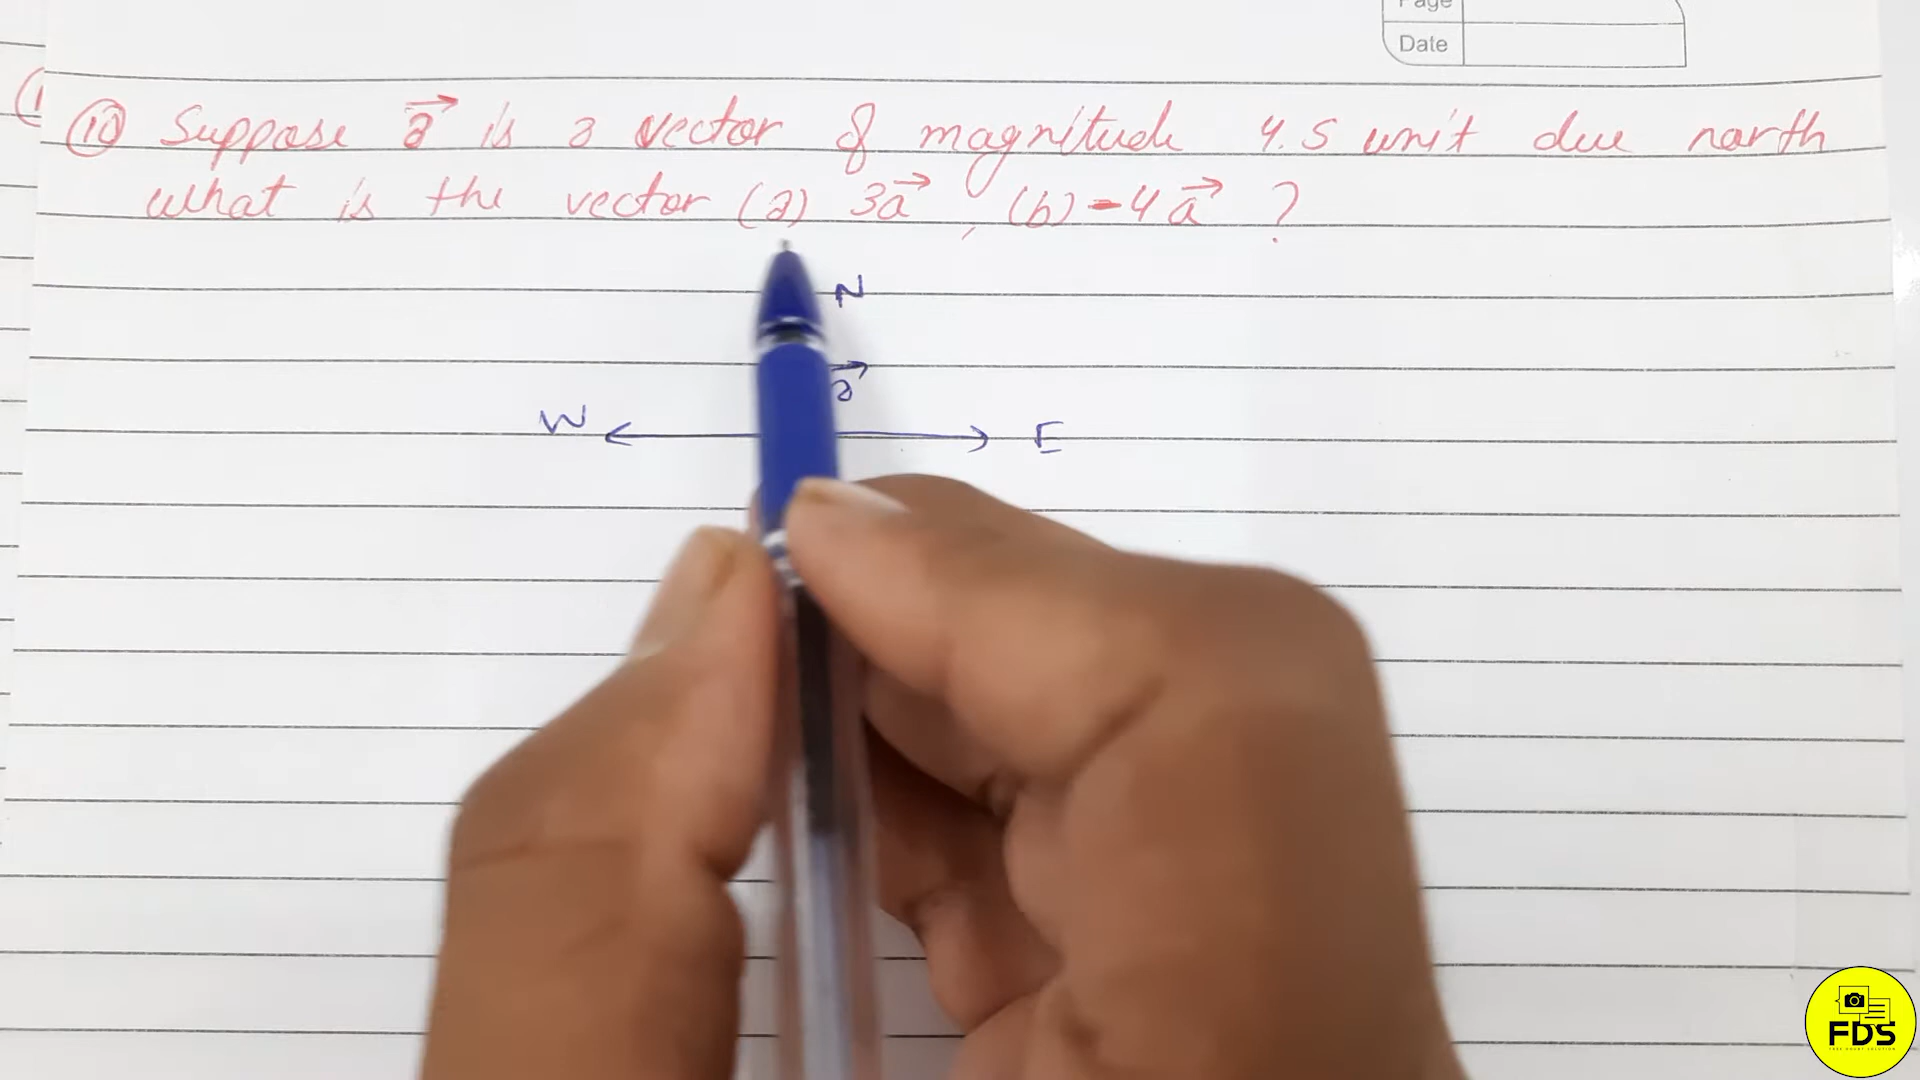 Page
Date
(10) Suppose a⃗ is a vector of magnitude 4.5 unit due north
what is the vector (a) 3a⃗ , (b) -4a⃗ ?
N
a⃗
W E
FDS